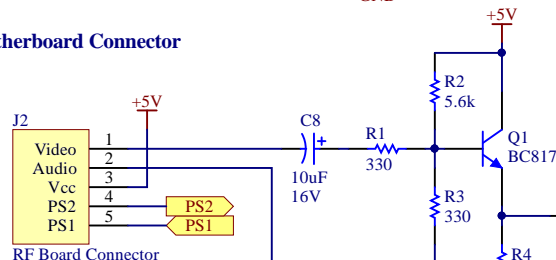 +5V
therboard Connector
R2
5.6k
J2
+5V
C8
R1
Q1
BC817
Video 1
Audio 2
Vcc 3
PS2 4 PS2
PS1 5 PS1
+
10uF
16V
330
R3
330
RF Board Connector
R4